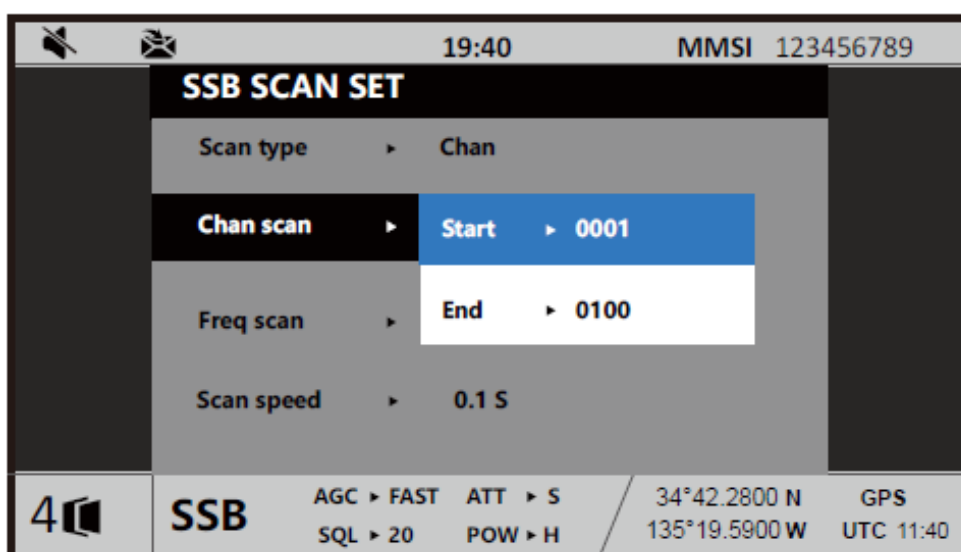 19:40 MMSI 123456789
SSB SCAN SET
Scan type ▸ Chan
Chan scan ▸ Start ▸ 0001
End ▸ 0100
Freq scan ▸
Scan speed ▸ 0.1 S
4 SSB AGC ▸ FAST ATT ▸ S 34°42.2800 N GPS
SQL ▸ 20 POW ▸ H 135°19.5900 W UTC 11:40